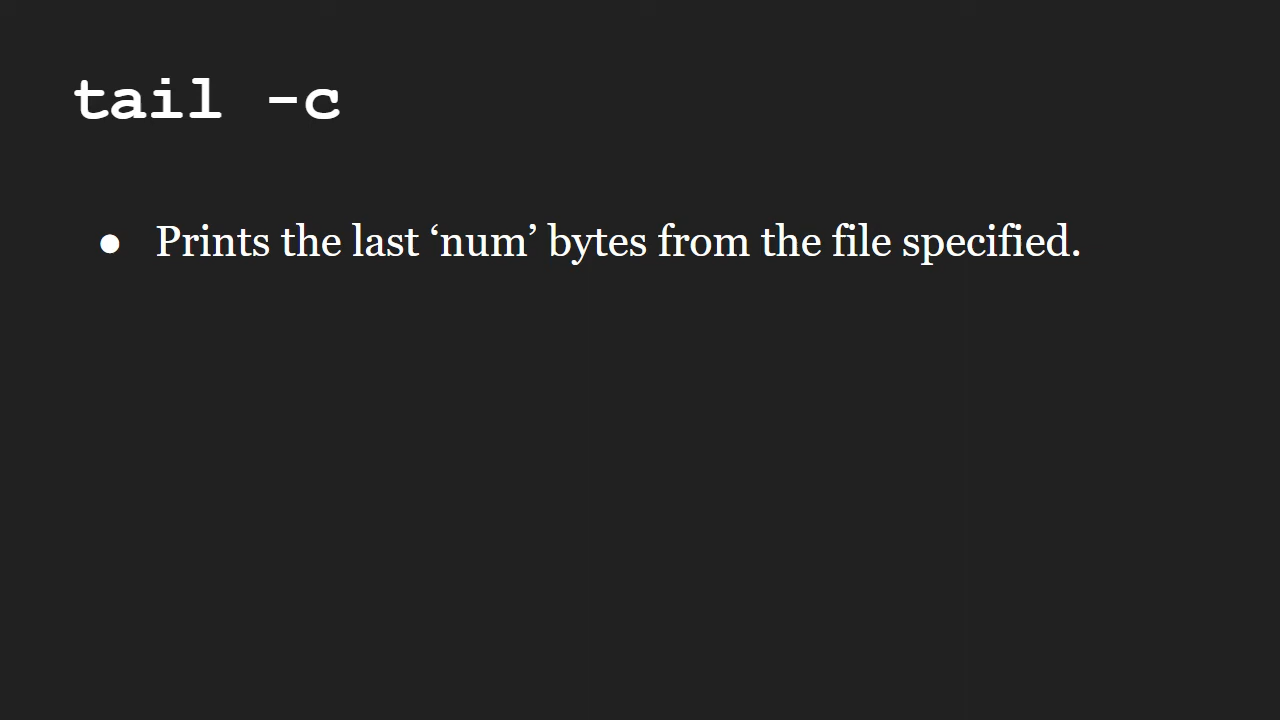 tail -c
● Prints the last ‘num’ bytes from the file specified.